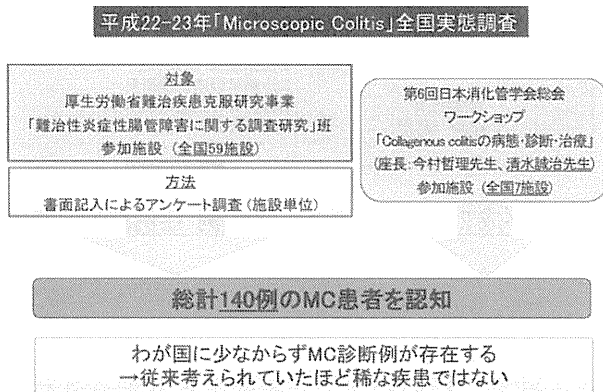 平成22-23年「Microscopic Colitis」全国実態調査
対象
厚生労働省難治疾患克服研究事業
「難治性炎症性腸管障害に関する調査研究」班
参加施設（全国59施設）
方法
書面記入によるアンケート調査（施設単位）
第6回日本消化管学会総会
ワークショップ
「Collagenous colitisの病態・診断・治療」
(座長：今村哲理先生、清水誠治先生)
参加施設（全国7施設）
総計140例のMC患者を認知
わが国に少なからずMC診断例が存在する
→従来考えられていたほど稀な疾患ではない